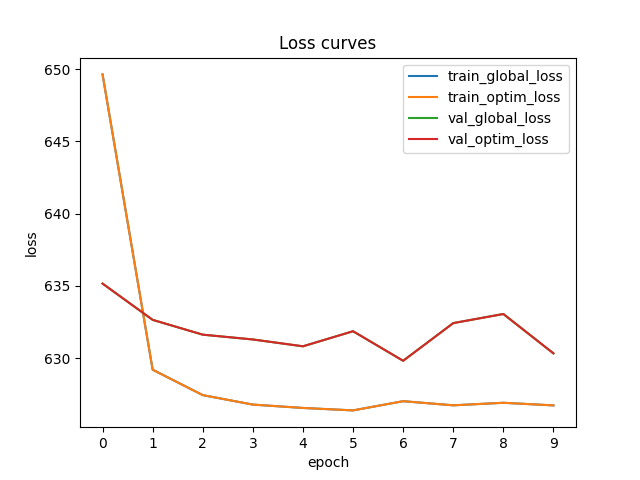 Loss curves
train_global_loss
train_optim_loss
val_global_loss
val_optim_loss
650
645
640
635
630
loss
0 1 2 3 4 5 6 7 8 9
epoch